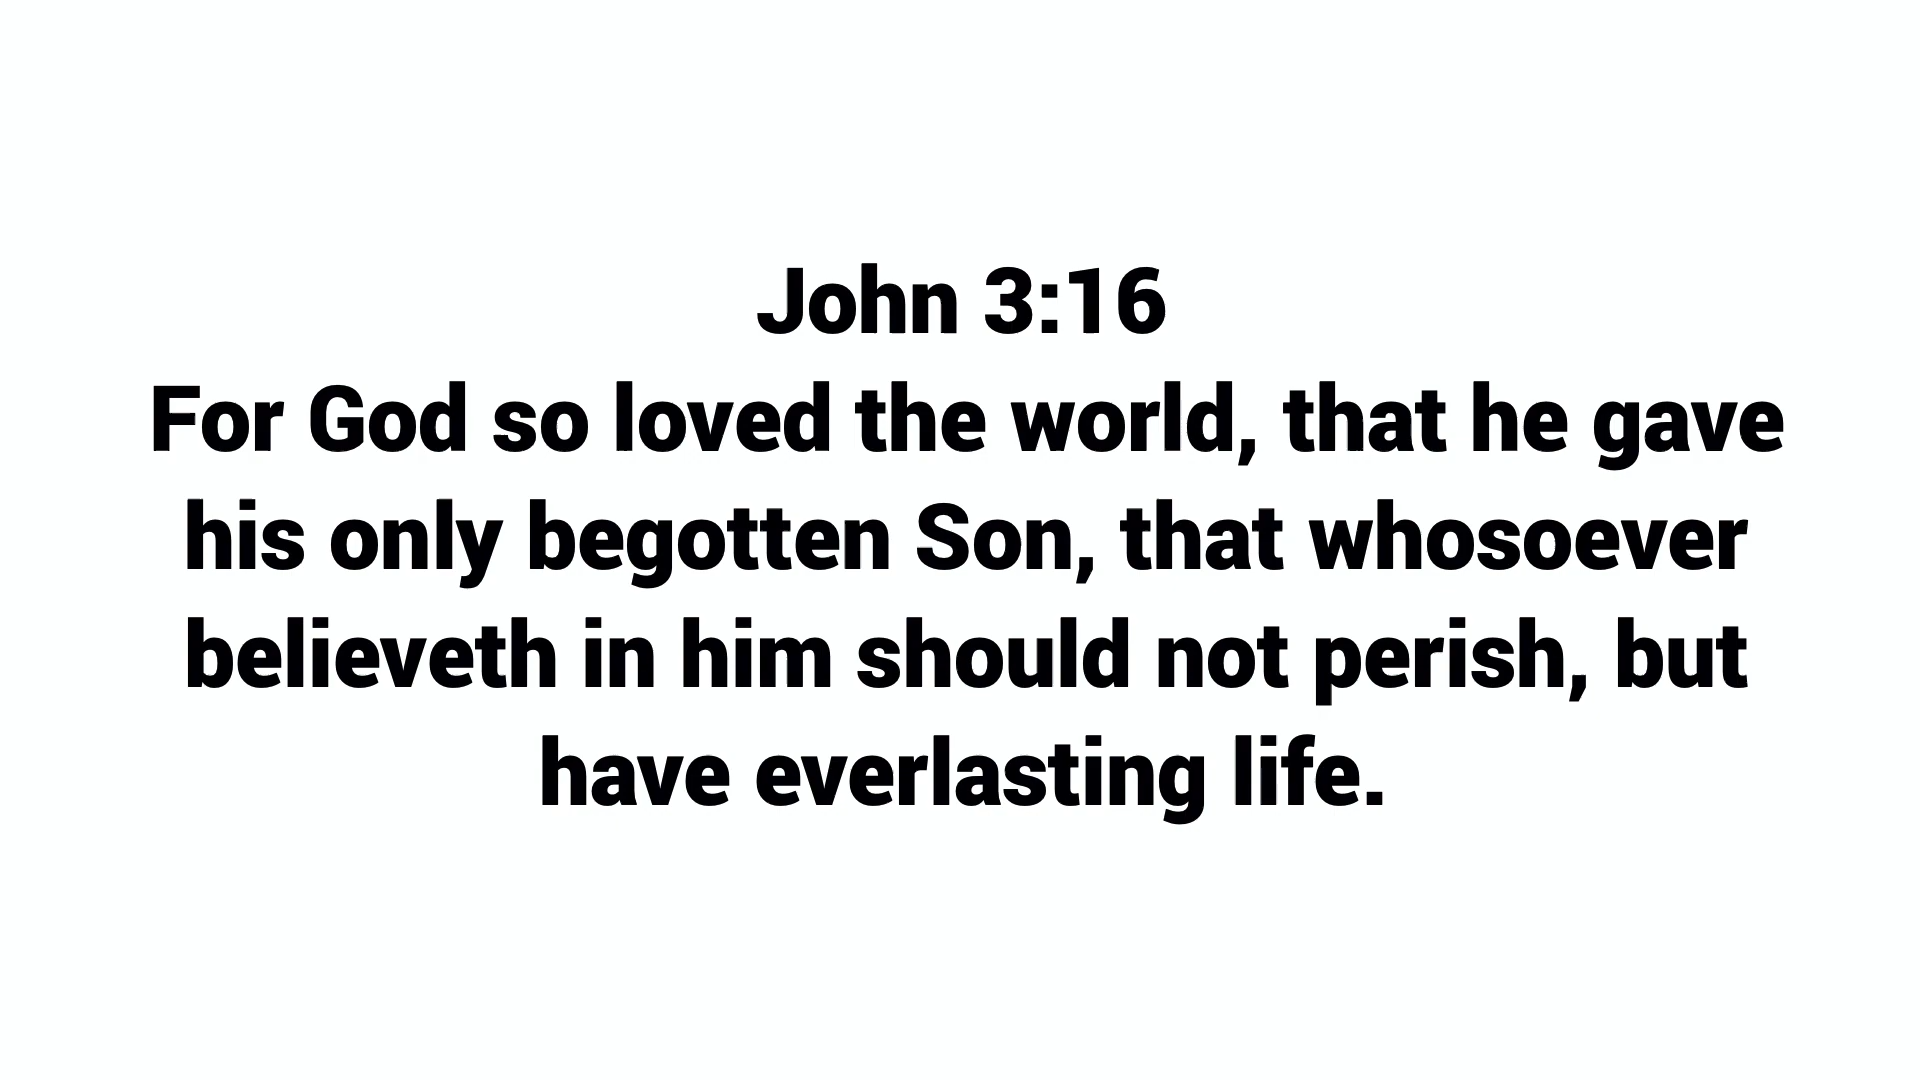 John 3:16
For God so loved the world, that he gave
his only begotten Son, that whosoever
believeth in him should not perish, but
have everlasting life.